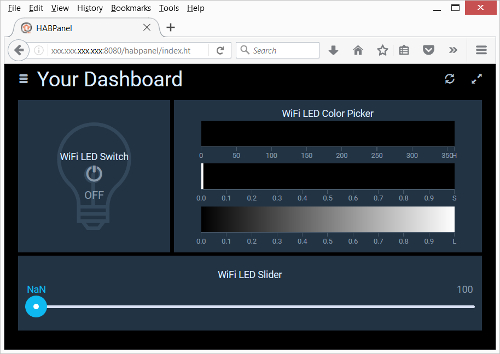 File Edit View History Bookmarks Tools Help
HABPanel
xxx.xxx.xxx.xxx:8080/habpanel/index.ht
Search
Your Dashboard
WiFi LED Switch
OFF
WiFi LED Color Picker
0 50 100 150 200 250 300 350 H
0.0 0.1 0.2 0.3 0.4 0.5 0.6 0.7 0.8 0.9 S
0.0 0.1 0.2 0.3 0.4 0.5 0.6 0.7 0.8 0.9 L
WiFi LED Slider
NaN 100